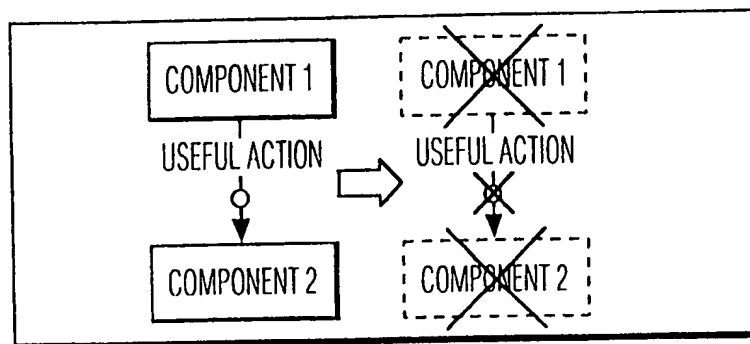 COMPONENT 1
USEFUL ACTION
COMPONENT 2
COMPONENT 1
USEFUL ACTION
COMPONENT 2